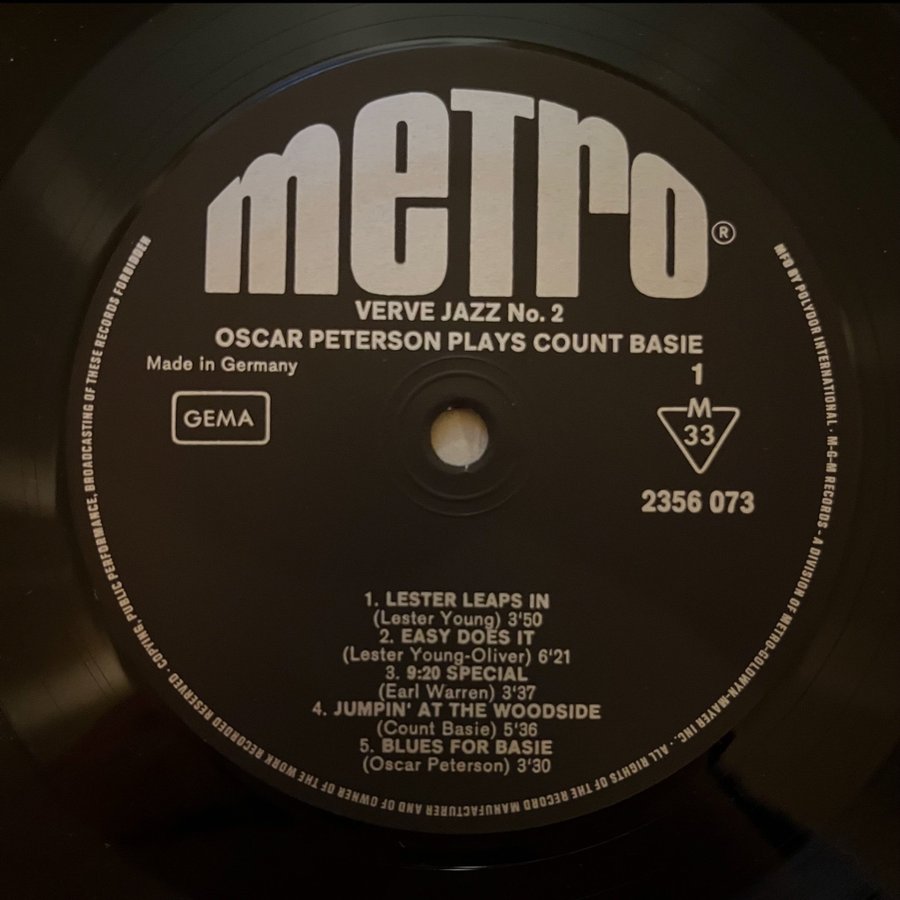 meTro
®
VERVE JAZZ No. 2
OSCAR PETERSON PLAYS COUNT BASIE
Made in Germany
1
GEMA
M
33
2356 073
1. LESTER LEAPS IN
(Lester Young) 3'50
2. EASY DOES IT
(Lester Young-Oliver) 6'21
3. 9:20 SPECIAL
(Earl Warren) 3'37
4. JUMPIN' AT THE WOODSIDE
(Count Basie) 5'36
5. BLUES FOR BASIE
(Oscar Peterson) 3'30
MFD BY POLYDOR INTERNATIONAL · M-G-M RECORDS - A DIVISION OF METRO-GOLDWYN-MAYER INC. · ALL RIGHTS OF THE RECORD MANUFACTURER AND OF OWNER OF THE WORK RECORDED RESERVED · COPYING, PUBLIC PERFORMANCE, BROADCASTING OF THESE RECORDS FORBIDDEN